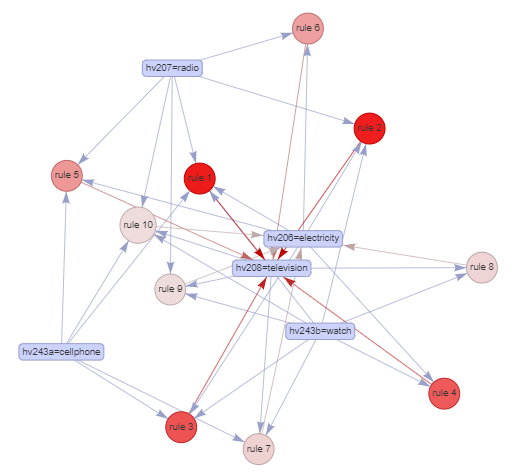 rule 6
hv207=radio
rule 2
rule 5
rule 1
rule 10
hv206=electricity
hv208=television
rule 8
rule 9
hv243b=watch
hv243a=cellphone
rule 4
rule 3
rule 7